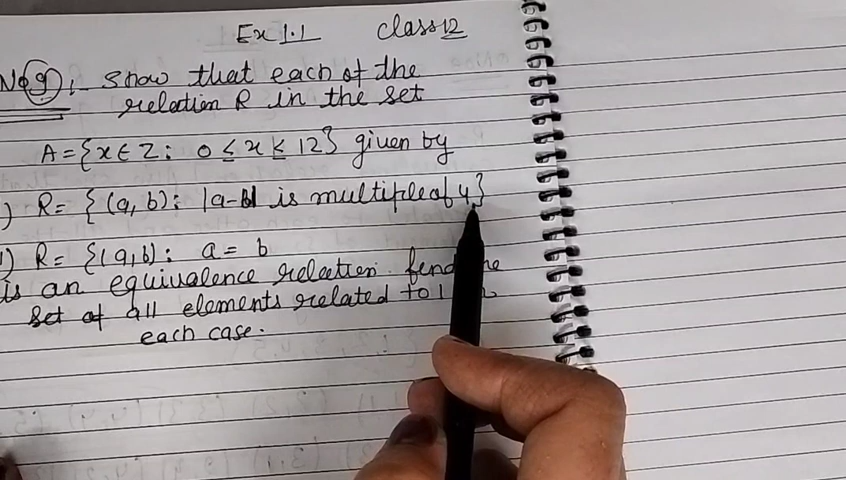 Ex 1.1 class 12
No 9) :- show that each of the
relation R in the set
A = {x ∈ Z : 0 ≤ x ≤ 12} given by
) R = {(a, b) : |a-b| is multiple of 4}
) R = {(a, b) : a = b
is an equivalence relation. find
set of all elements related to 1
each case.